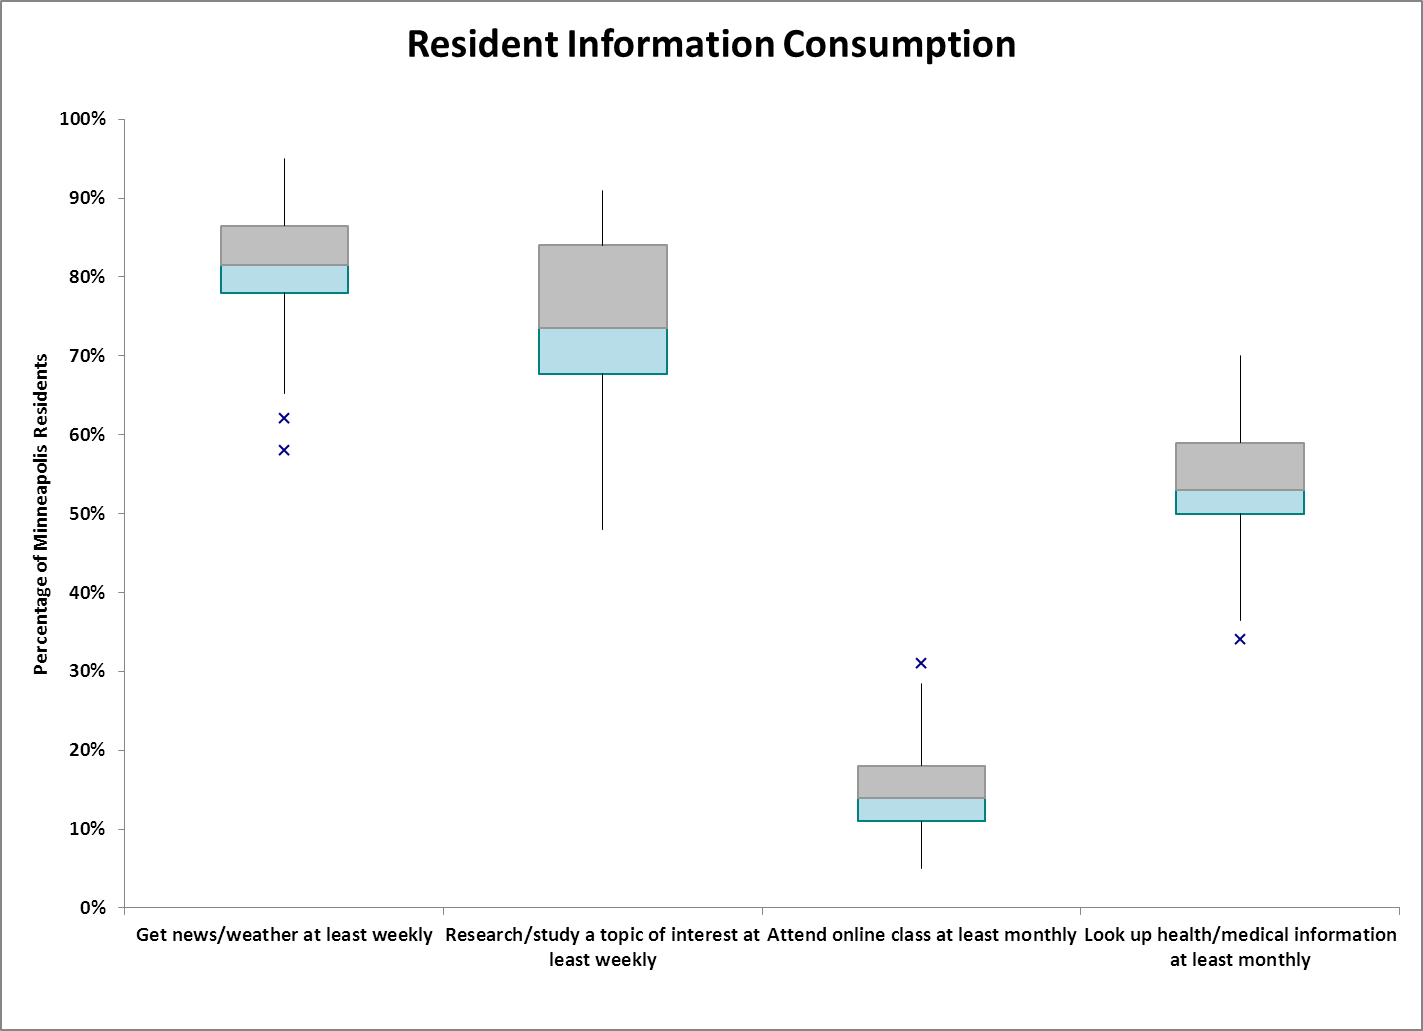 Resident Information Consumption
100%
90%
80%
70%
60%
50%
40%
30%
20%
10%
0%
Percentage of Minneapolis Residents
Get news/weather at least weekly
Research/study a topic of interest at
least weekly
Attend online class at least monthly
Look up health/medical information
at least monthly